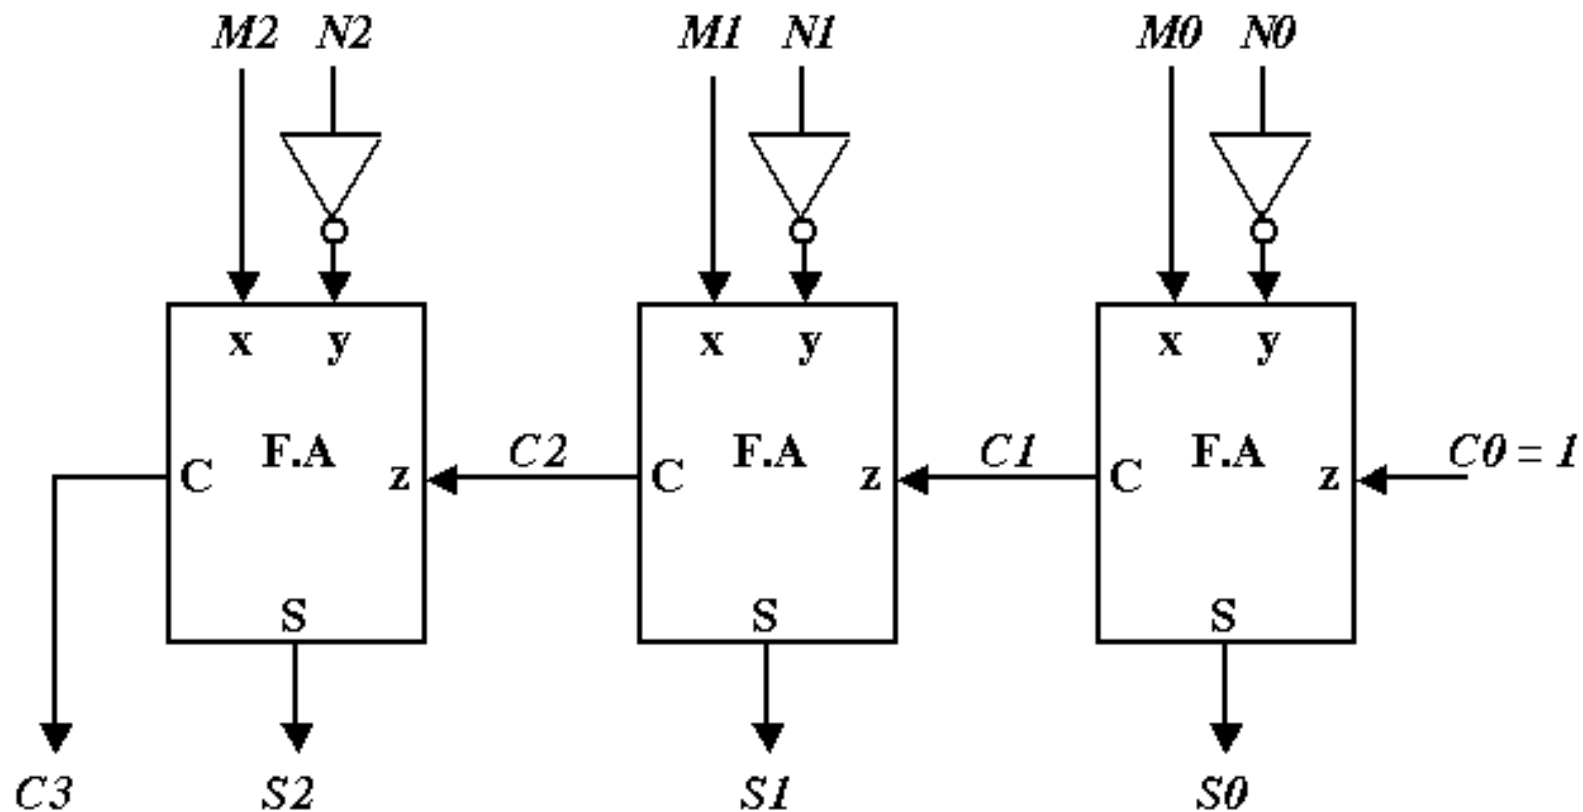 M2 N2 M1 N1 M0 N0
x y x y x y
C F.A z C2 C F.A z C1 C F.A z C0 = 1
S S S
C3 S2 S1 S0